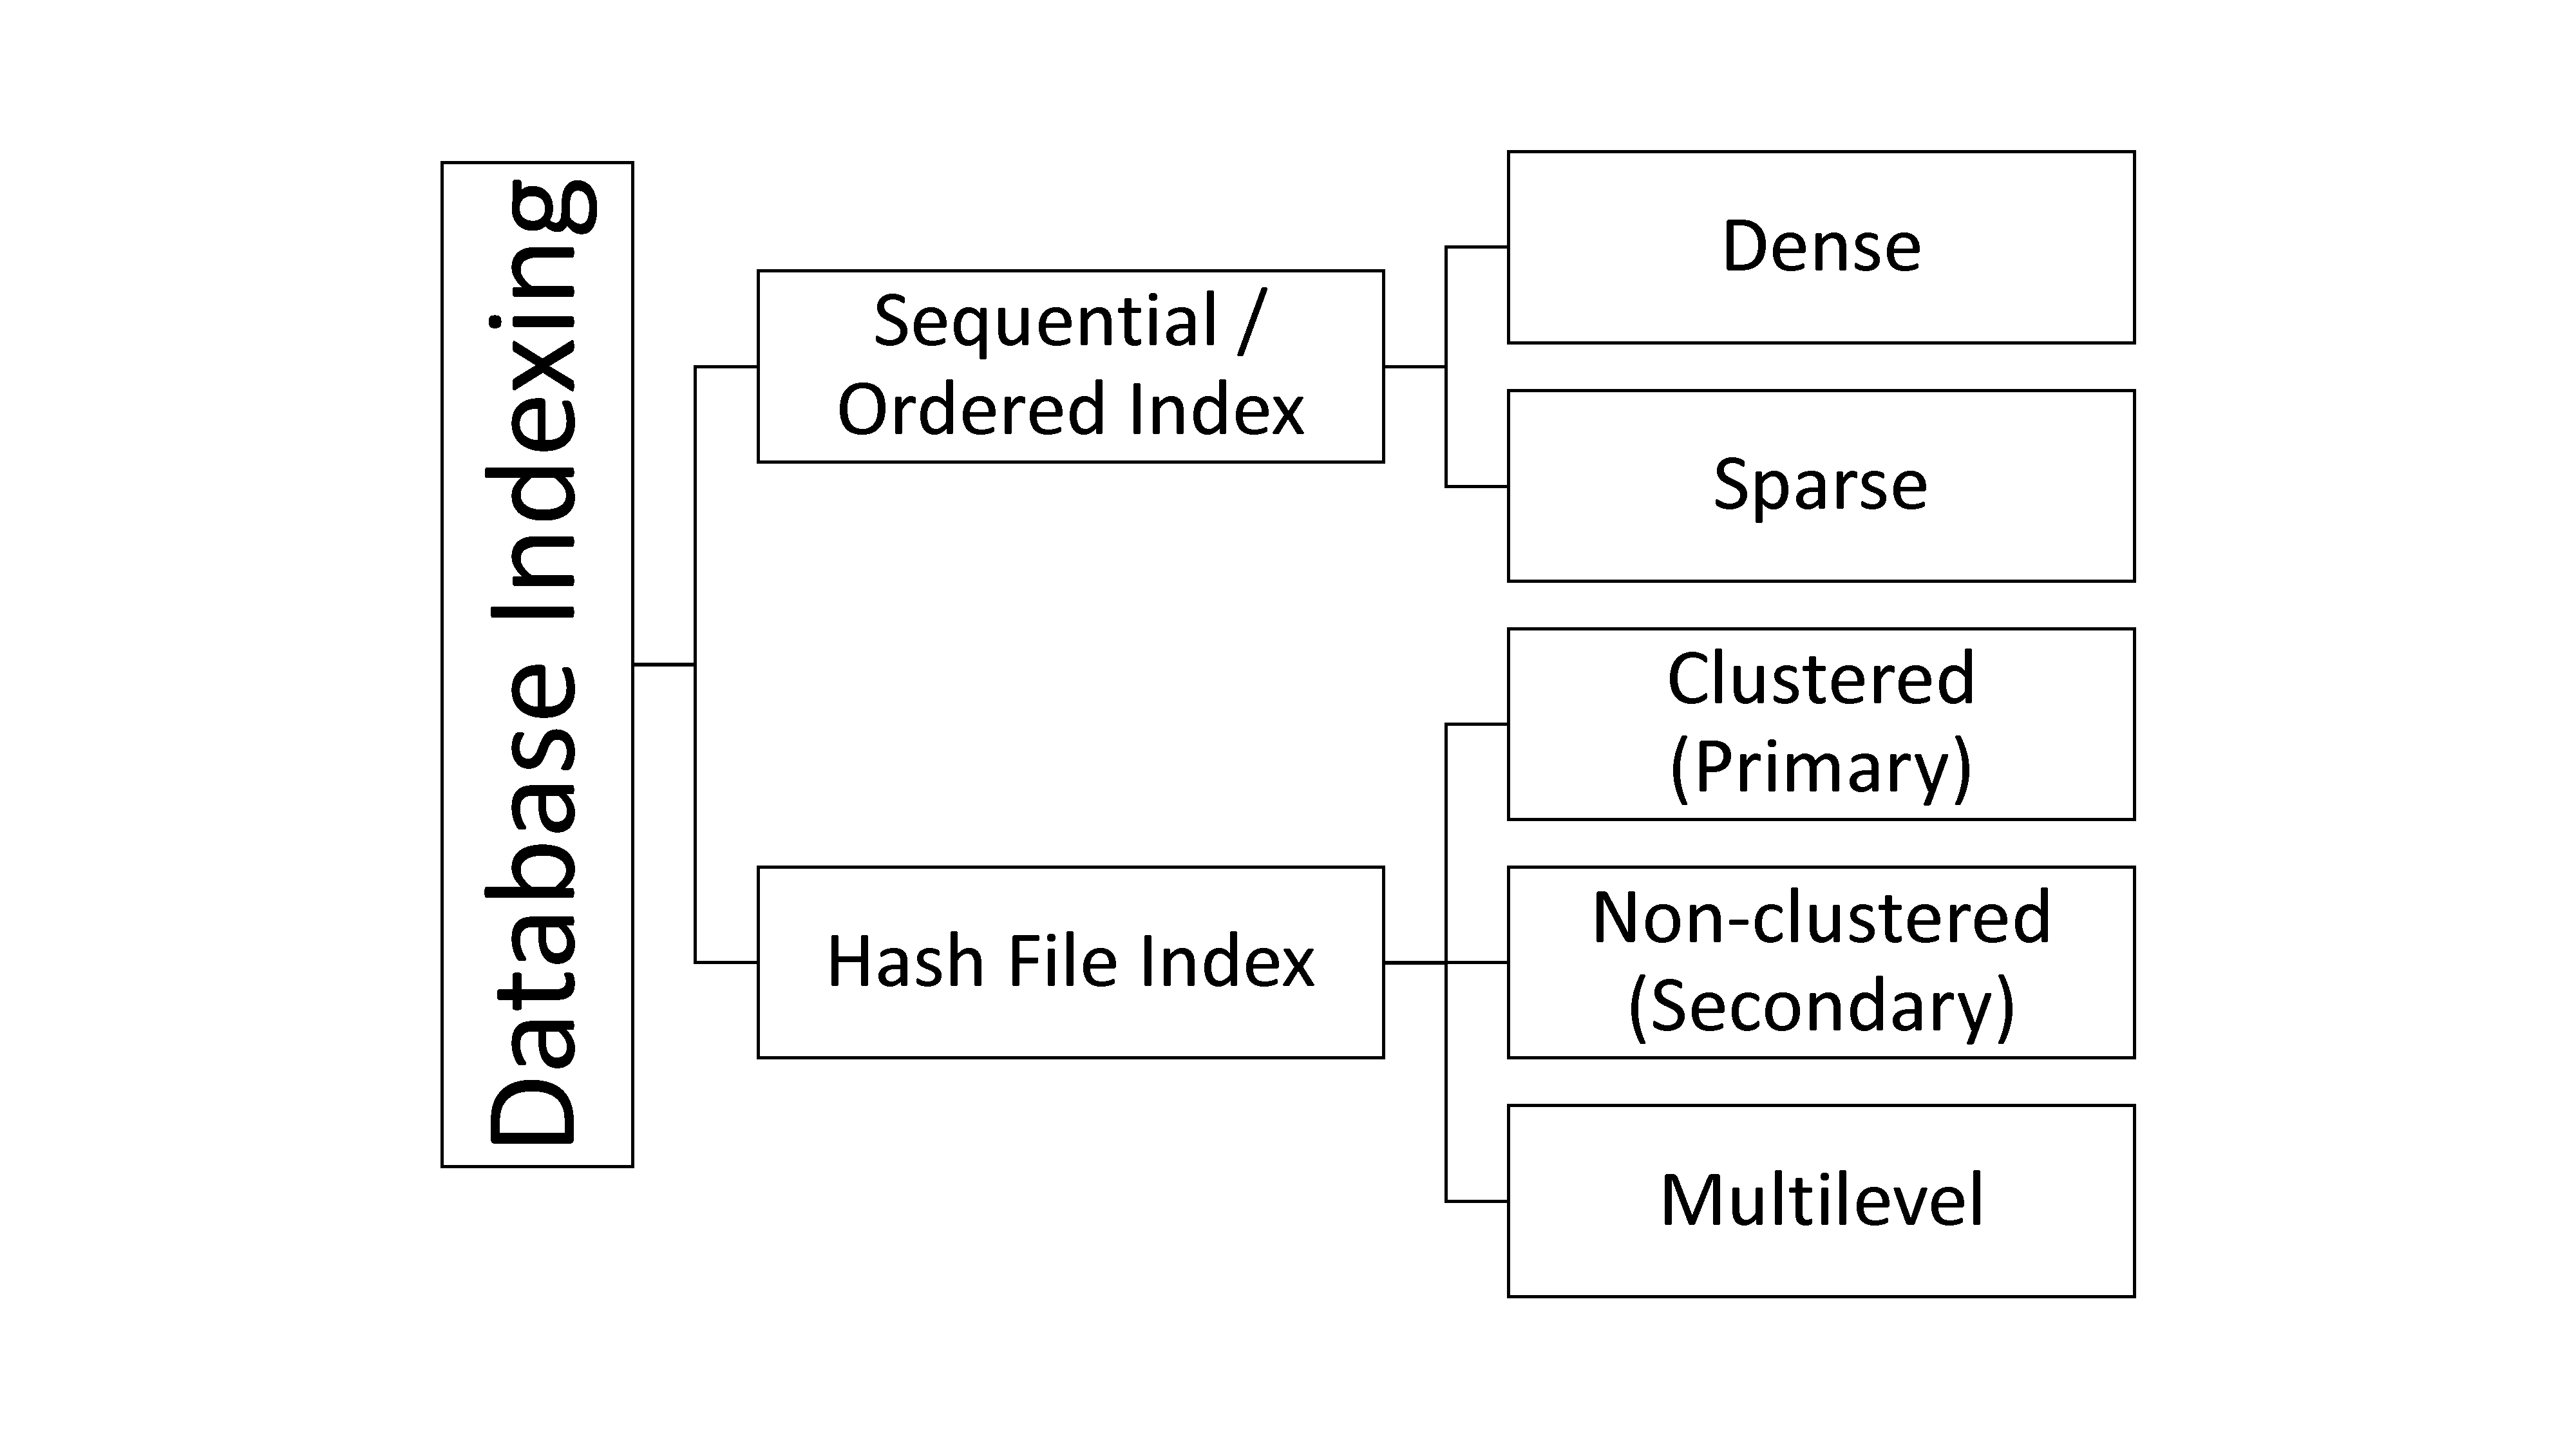 Database Indexing
Sequential /
Ordered Index
Dense
Sparse
Hash File Index
Clustered
(Primary)
Non-clustered
(Secondary)
Multilevel